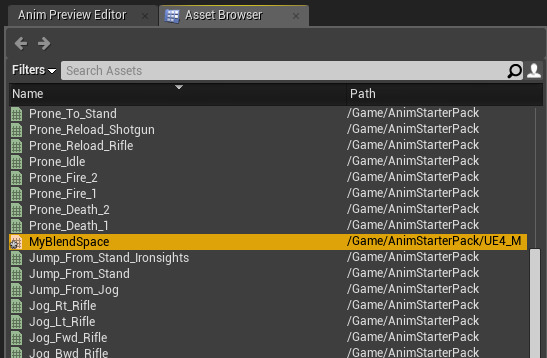 Anim Preview Editor Asset Browser
Filters Search Assets
Name Path
Prone_To_Stand /Game/AnimStarterPack
Prone_Reload_Shotgun /Game/AnimStarterPack
Prone_Reload_Rifle /Game/AnimStarterPack
Prone_Idle /Game/AnimStarterPack
Prone_Fire_2 /Game/AnimStarterPack
Prone_Fire_1 /Game/AnimStarterPack
Prone_Death_2 /Game/AnimStarterPack
Prone_Death_1 /Game/AnimStarterPack
MyBlendSpace /Game/AnimStarterPack/UE4_M
Jump_From_Stand_Ironsights /Game/AnimStarterPack
Jump_From_Stand /Game/AnimStarterPack
Jump_From_Jog /Game/AnimStarterPack
Jog_Rt_Rifle /Game/AnimStarterPack
Jog_Lt_Rifle /Game/AnimStarterPack
Jog_Fwd_Rifle /Game/AnimStarterPack
Jog_Bwd_Rifle /Game/AnimStarterPack